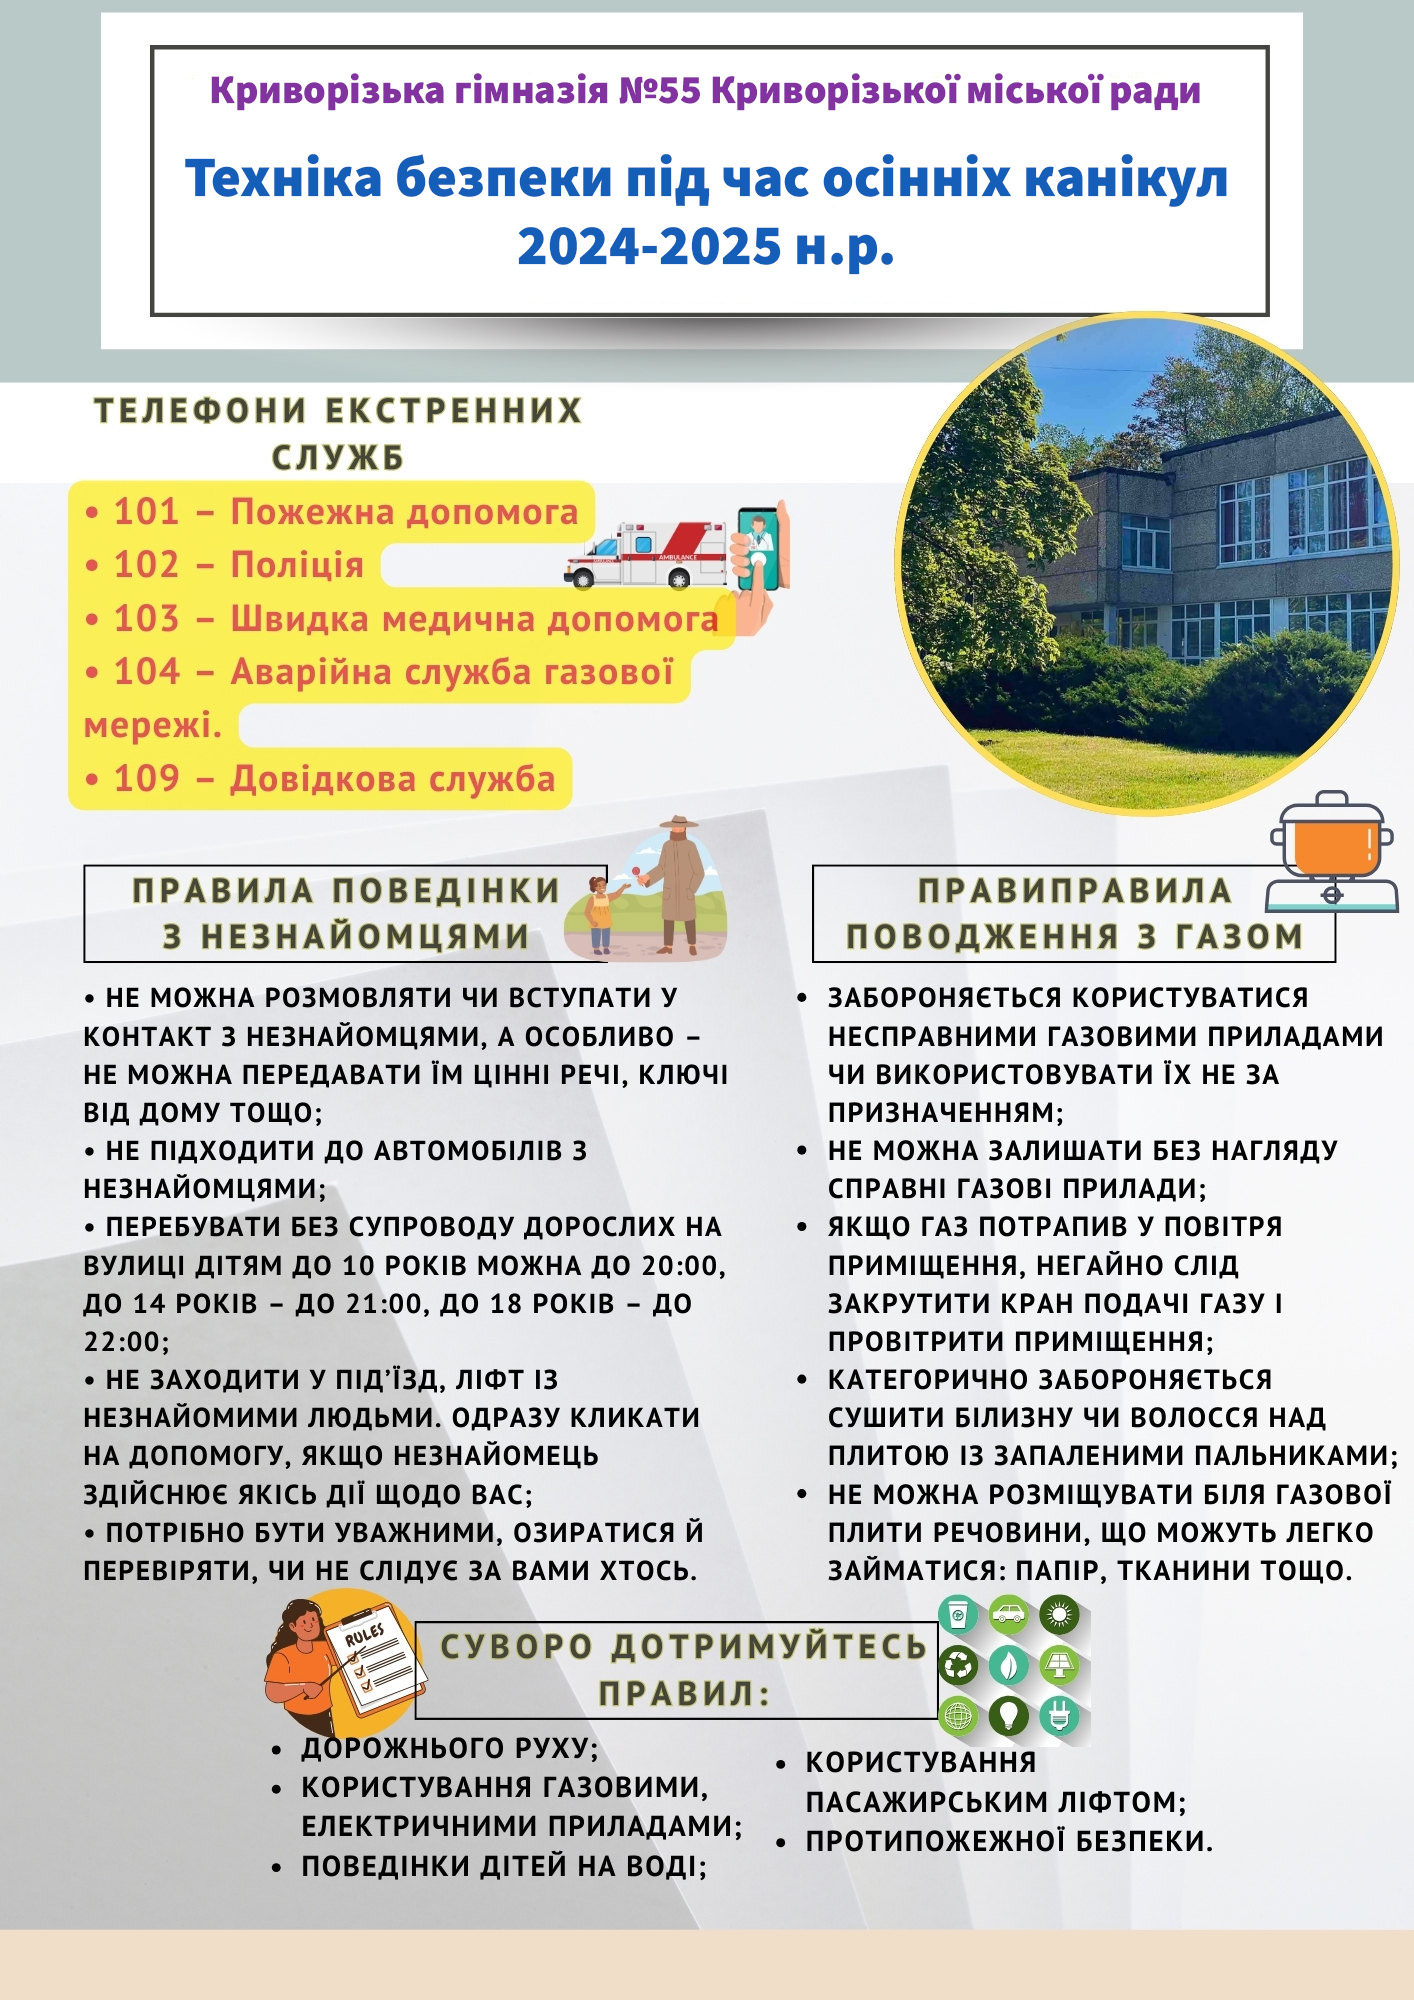 Криворізька гімназія №55 Криворізької міської ради
Техніка безпеки під час осінніх канікул
2024-2025 н.р.
ТЕЛЕФОНИ ЕКСТРЕННИХ
СЛУЖБ
• 101 – Пожежна допомога
• 102 – Поліція
• 103 – Швидка медична допомога
• 104 – Аварійна служба газової
мережі.
• 109 – Довідкова служба
AMBULANCE
ПРАВИЛА ПОВЕДІНКИ
З НЕЗНАЙОМЦЯМИ
• НЕ МОЖНА РОЗМОВЛЯТИ ЧИ ВСТУПАТИ У
КОНТАКТ З НЕЗНАЙОМЦЯМИ, А ОСОБЛИВО –
НЕ МОЖНА ПЕРЕДАВАТИ ЇМ ЦІННІ РЕЧІ, КЛЮЧІ
ВІД ДОМУ ТОЩО;
• НЕ ПІДХОДИТИ ДО АВТОМОБІЛІВ З
НЕЗНАЙОМЦЯМИ;
• ПЕРЕБУВАТИ БЕЗ СУПРОВОДУ ДОРОСЛИХ НА
ВУЛИЦІ ДІТЯМ ДО 10 РОКІВ МОЖНА ДО 20:00,
ДО 14 РОКІВ – ДО 21:00, ДО 18 РОКІВ – ДО
22:00;
• НЕ ЗАХОДИТИ У ПІД’ЇЗД, ЛІФТ ІЗ
НЕЗНАЙОМИМИ ЛЮДЬМИ. ОДРАЗУ КЛИКАТИ
НА ДОПОМОГУ, ЯКЩО НЕЗНАЙОМЕЦЬ
ЗДІЙСНЮЄ ЯКІСЬ ДІЇ ЩОДО ВАС;
• ПОТРІБНО БУТИ УВАЖНИМИ, ОЗИРАТИСЯ Й
ПЕРЕВІРЯТИ, ЧИ НЕ СЛІДУЄ ЗА ВАМИ ХТОСЬ.
ПРАВИПРАВИЛА
ПОВОДЖЕННЯ З ГАЗОМ
• ЗАБОРОНЯЄТЬСЯ КОРИСТУВАТИСЯ
НЕСПРАВНИМИ ГАЗОВИМИ ПРИЛАДАМИ
ЧИ ВИКОРИСТОВУВАТИ ЇХ НЕ ЗА
ПРИЗНАЧЕННЯМ;
• НЕ МОЖНА ЗАЛИШАТИ БЕЗ НАГЛЯДУ
СПРАВНІ ГАЗОВІ ПРИЛАДИ;
• ЯКЩО ГАЗ ПОТРАПИВ У ПОВІТРЯ
ПРИМІЩЕННЯ, НЕГАЙНО СЛІД
ЗАКРУТИТИ КРАН ПОДАЧІ ГАЗУ І
ПРОВІТРИТИ ПРИМІЩЕННЯ;
• КАТЕГОРИЧНО ЗАБОРОНЯЄТЬСЯ
СУШИТИ БІЛИЗНУ ЧИ ВОЛОССЯ НАД
ПЛИТОЮ ІЗ ЗАПАЛЕНИМИ ПАЛЬНИКАМИ;
• НЕ МОЖНА РОЗМІЩУВАТИ БІЛЯ ГАЗОВОЇ
ПЛИТИ РЕЧОВИНИ, ЩО МОЖУТЬ ЛЕГКО
ЗАЙМАТИСЯ: ПАПІР, ТКАНИНИ ТОЩО.
RULES
СУВОРО ДОТРИМУЙТЕСЬ
ПРАВИЛ:
• ДОРОЖНЬОГО РУХУ;
• КОРИСТУВАННЯ ГАЗОВИМИ,
ЕЛЕКТРИЧНИМИ ПРИЛАДАМИ;
• ПОВЕДІНКИ ДІТЕЙ НА ВОДІ;
• КОРИСТУВАННЯ
ПАСАЖИРСЬКИМ ЛІФТОМ;
• ПРОТИПОЖЕЖНОЇ БЕЗПЕКИ.